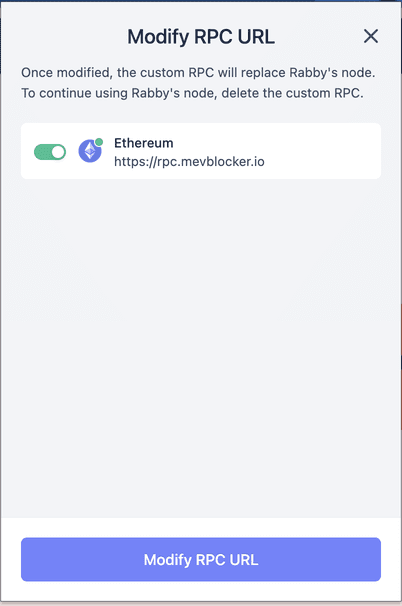 Modify RPC URL
Once modified, the custom RPC will replace Rabby's node.
To continue using Rabby's node, delete the custom RPC.
Ethereum
https://rpc.mevblocker.io
Modify RPC URL